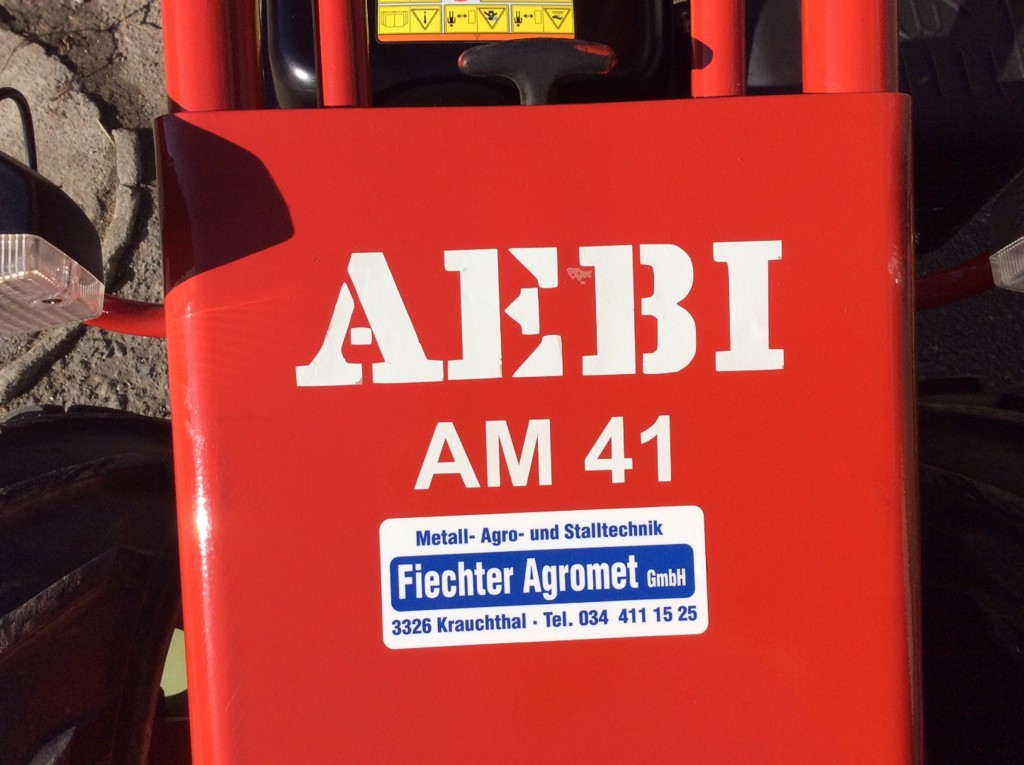 AEBI
AM 41
Metall- Agro- und Stalltechnik
Fiechter Agromet GmbH
3326 Krauchthal · Tel. 034 411 15 25